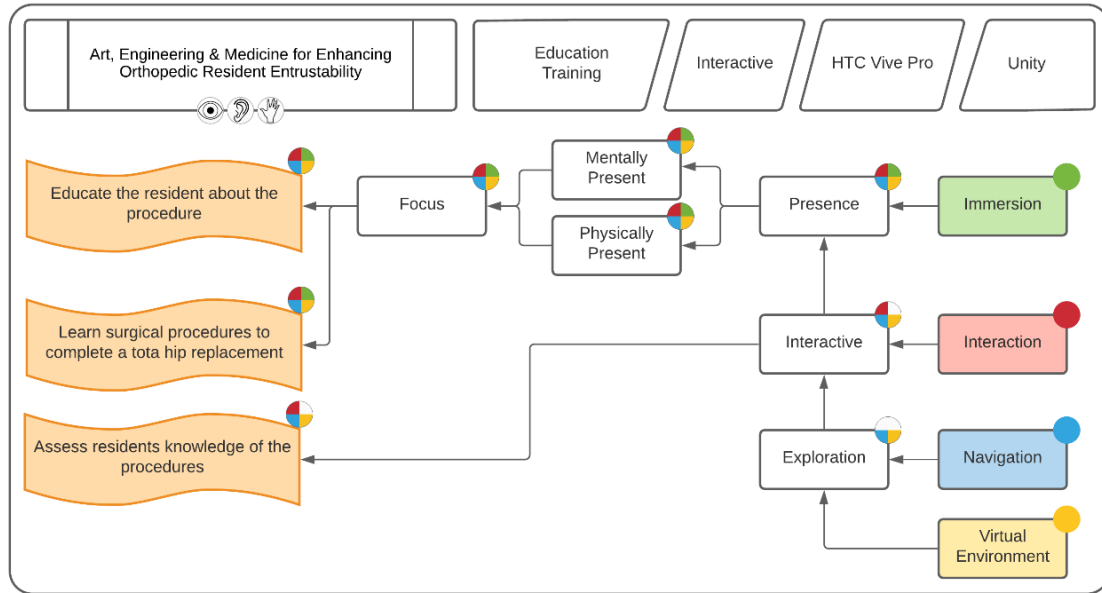 Art, Engineering & Medicine for Enhancing
Orthopedic Resident Entrustability
Education
Training
Interactive
HTC Vive Pro
Unity
Educate the resident about the
procedure
Focus
Mentally
Present
Physically
Present
Presence
Immersion
Learn surgical procedures to
complete a tota hip replacement
Interactive
Interaction
Assess residents knowledge of the
procedures
Exploration
Navigation
Virtual
Environment